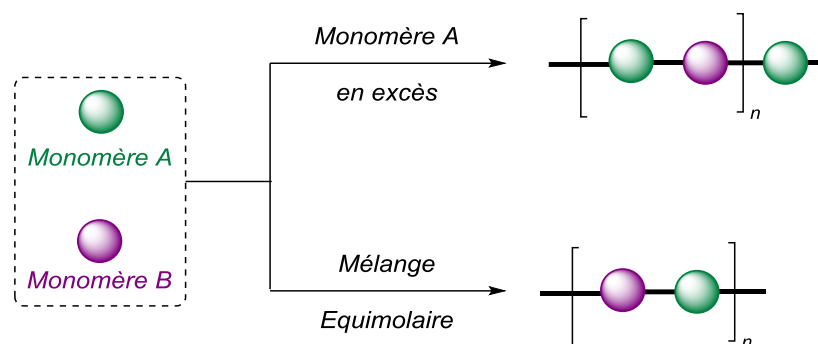 Monomère A
en excès
n
Monomère A
Monomère B
Mélange
Equimolaire
n